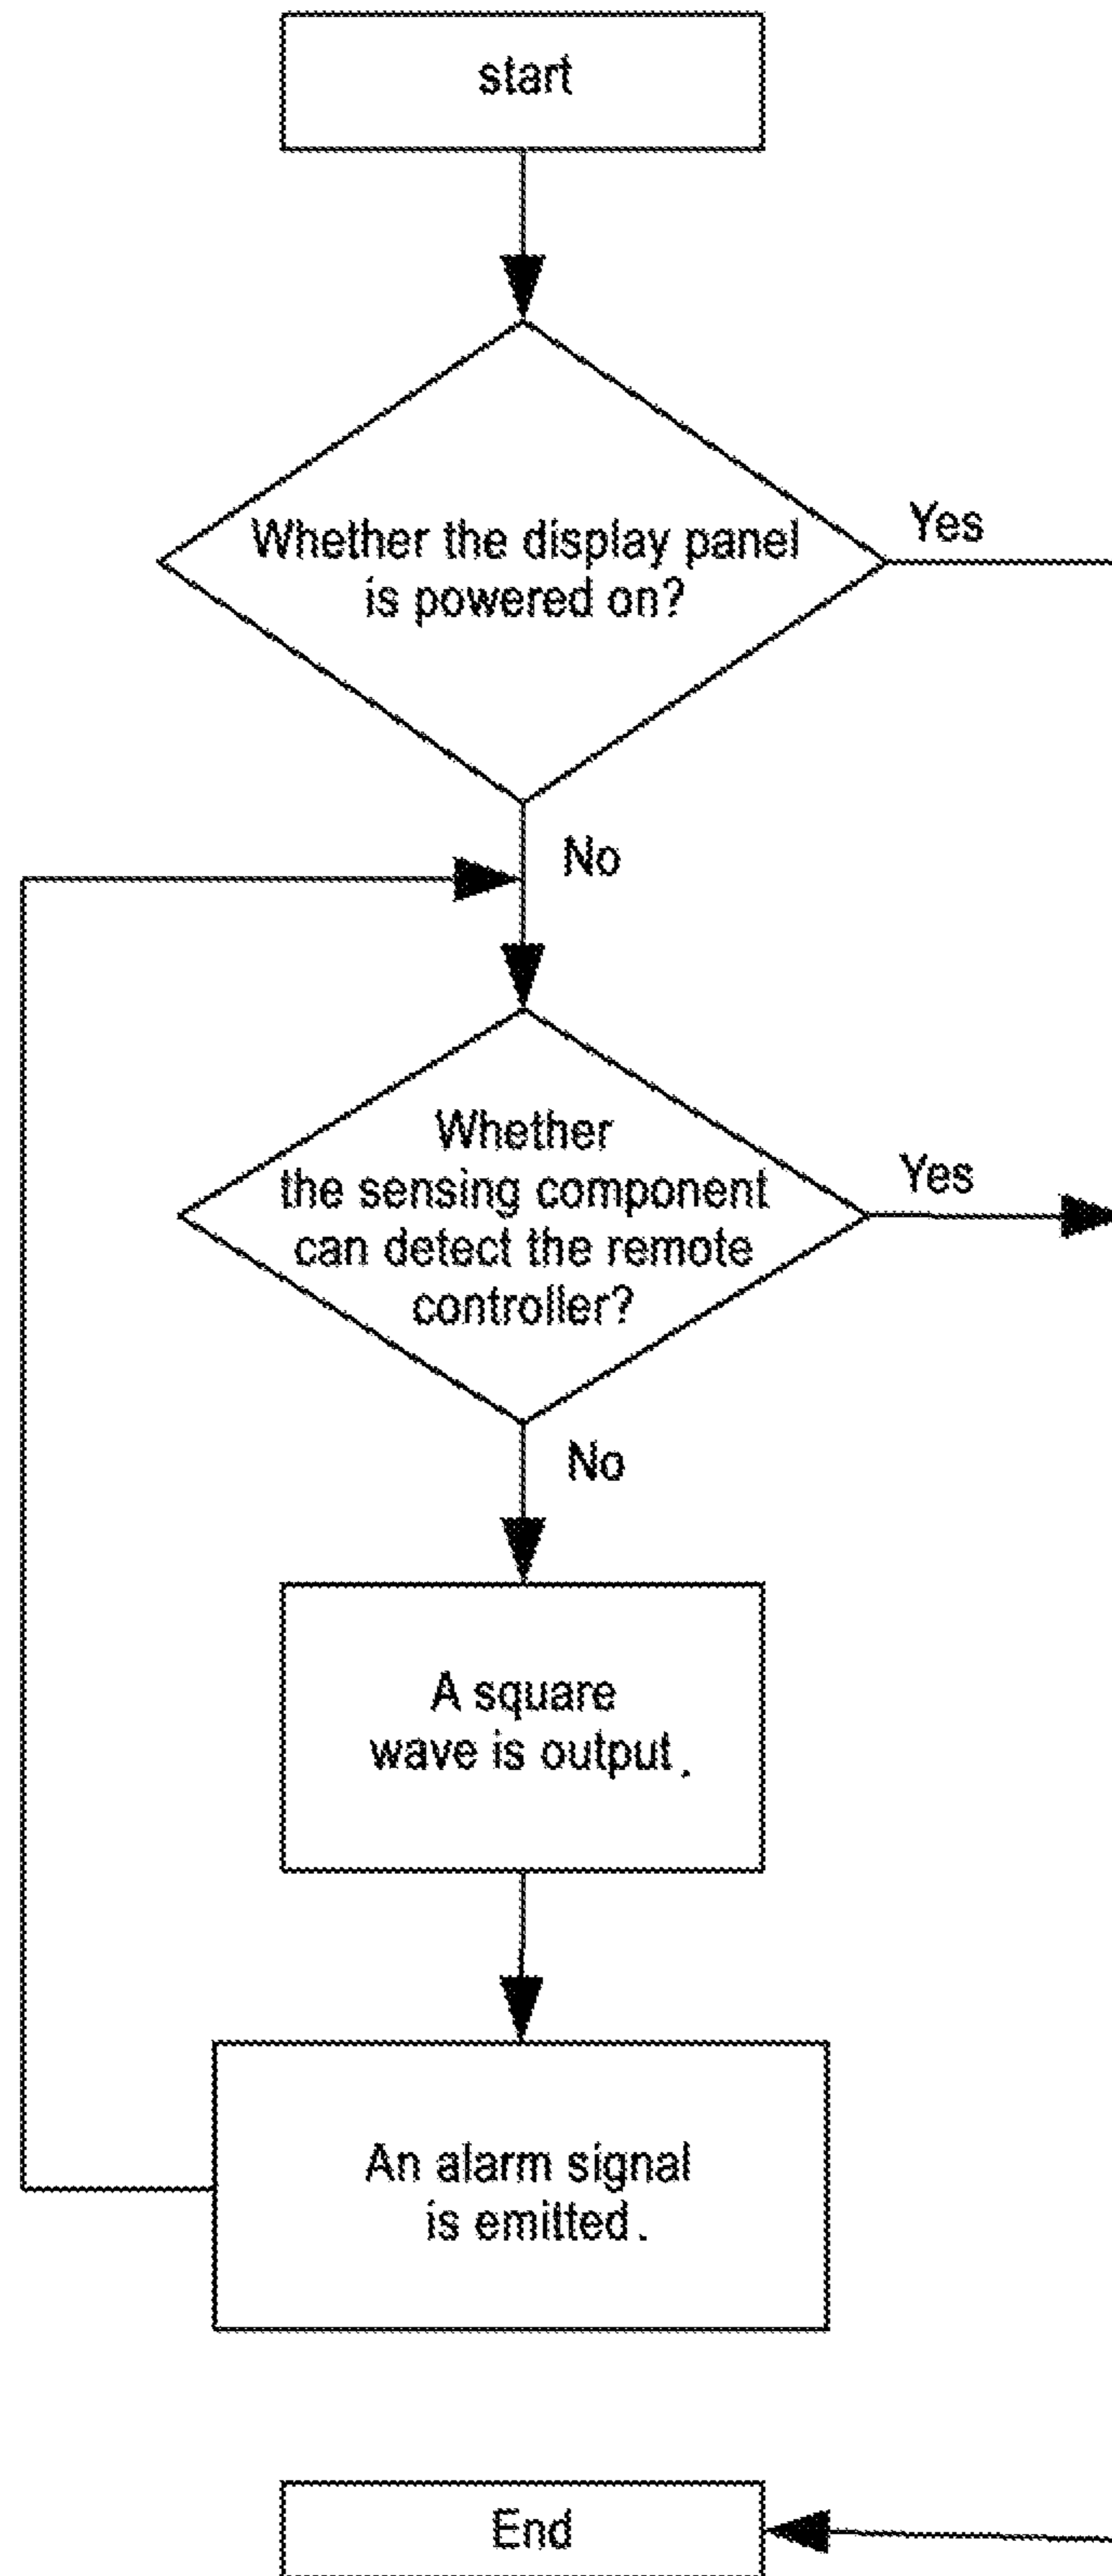 start
Whether the display panel
is powered on?
Yes
No
Whether
the sensing component
can detect the remote
controller?
Yes
No
A square
wave is output.
An alarm signal
is emitted.
End